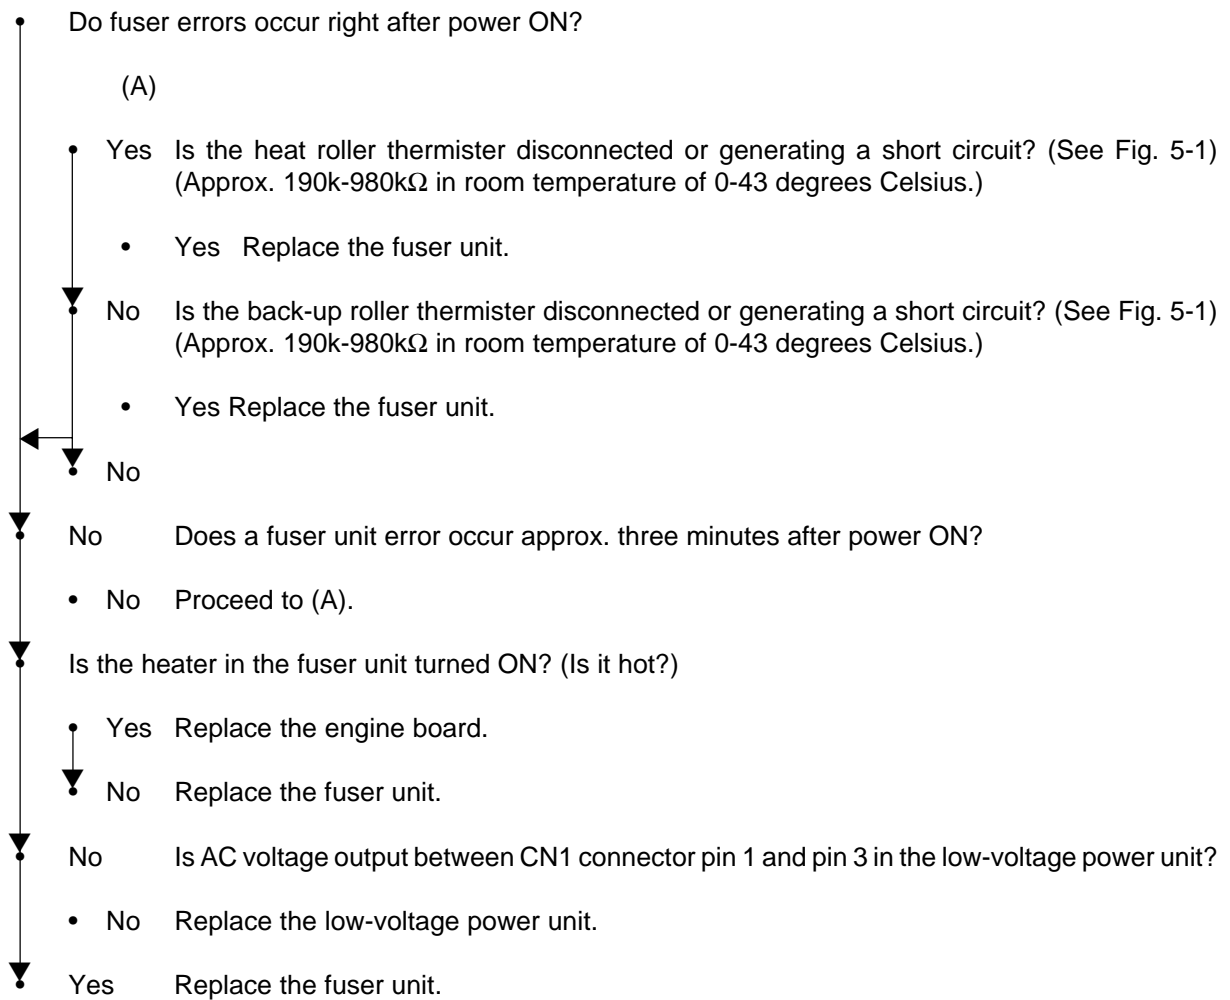 • Do fuser errors occur right after power ON?
(A)
• Yes Is the heat roller thermister disconnected or generating a short circuit? (See Fig. 5-1)
(Approx. 190k-980kΩ in room temperature of 0-43 degrees Celsius.)
• Yes Replace the fuser unit.
• No Is the back-up roller thermister disconnected or generating a short circuit? (See Fig. 5-1)
(Approx. 190k-980kΩ in room temperature of 0-43 degrees Celsius.)
• Yes Replace the fuser unit.
• No
• No Does a fuser unit error occur approx. three minutes after power ON?
• No Proceed to (A).
• Is the heater in the fuser unit turned ON? (Is it hot?)
• Yes Replace the engine board.
• No Replace the fuser unit.
• No Is AC voltage output between CN1 connector pin 1 and pin 3 in the low-voltage power unit?
• No Replace the low-voltage power unit.
• Yes Replace the fuser unit.